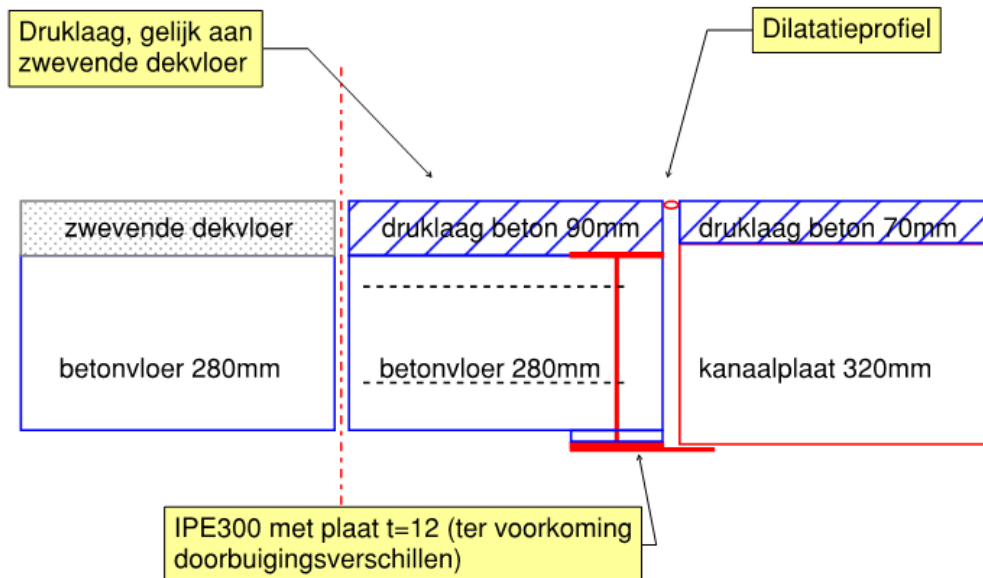 Druklaag, gelijk aan
zwevende dekvloer
Dilatatieprofiel
zwevende dekvloer
druklaag beton 90mm
druklaag beton 70mm
betonvloer 280mm
betonvloer 280mm
kanaalplaat 320mm
IPE300 met plaat t=12 (ter voorkoming
doorbuigingsverschillen)